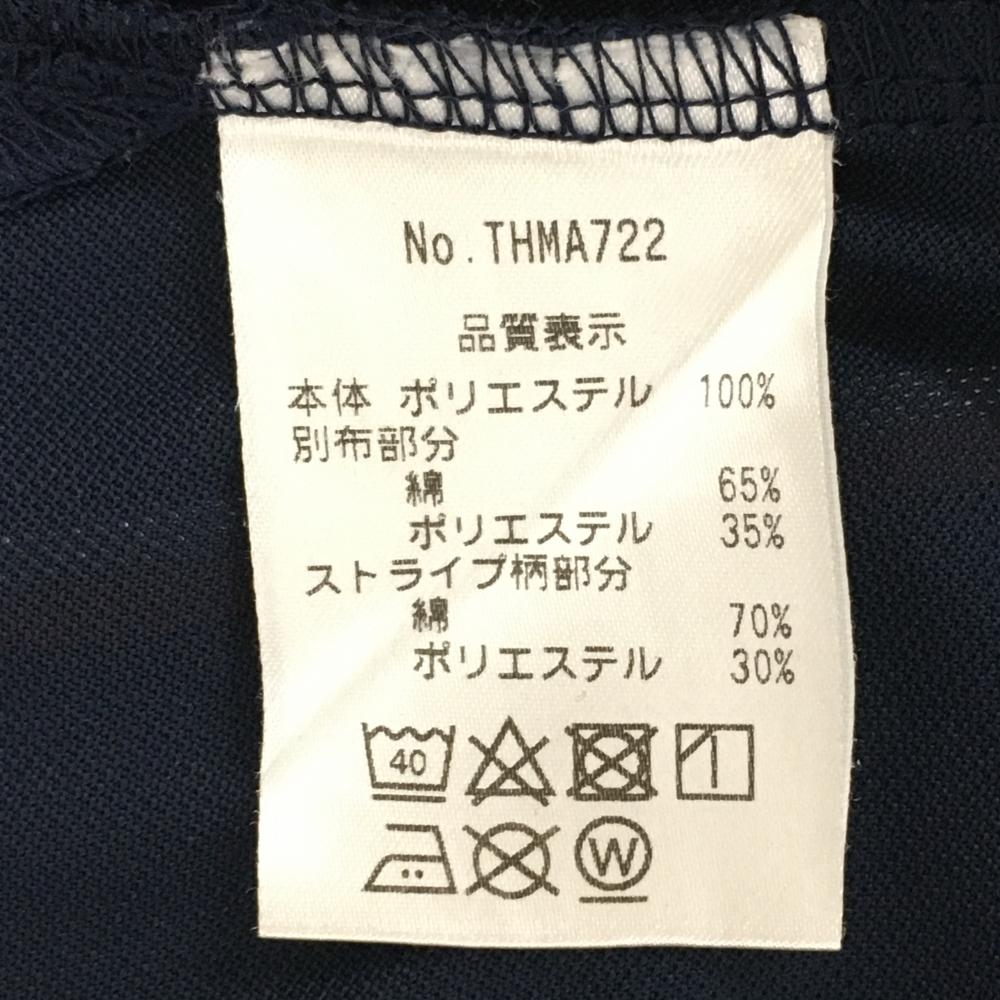 No.THMA722
品質表示
本体 ポリエステル 100%
別布部分
綿 65%
ポリエステル 35%
ストライプ柄部分
綿 70%
ポリエステル 30%
40
W